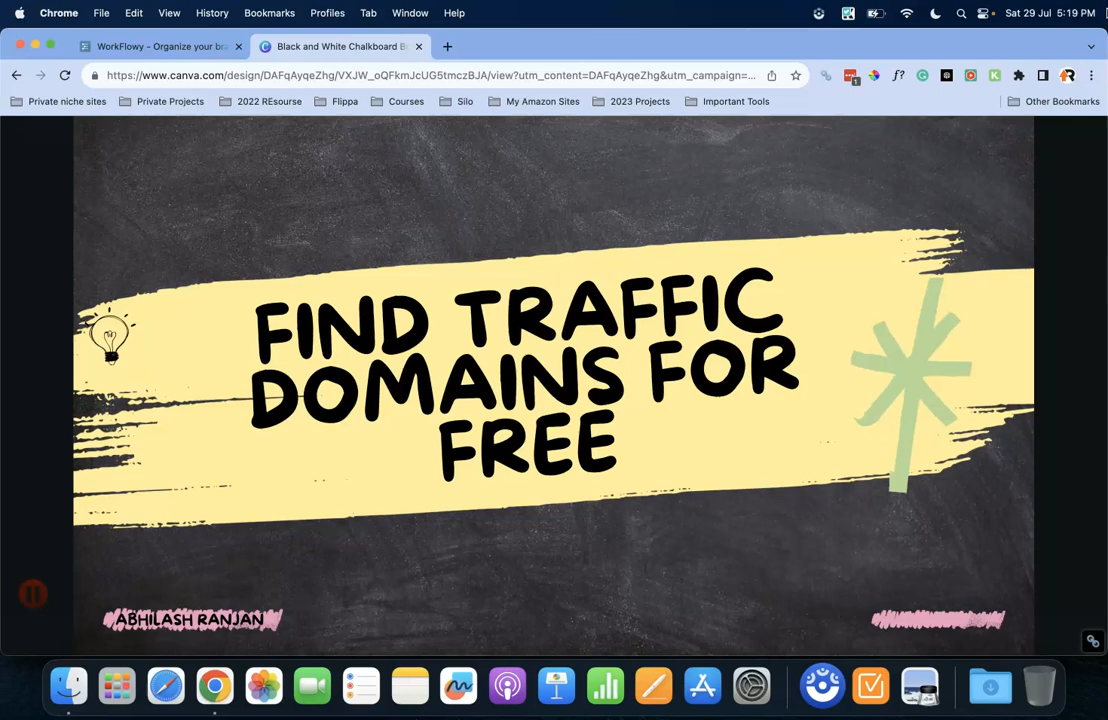 Chrome File Edit View History Bookmarks Profiles Tab Window Help Sat 29 Jul 5:19 PM
WorkFlowy - Organize your bra Black and White Chalkboard B
https://www.canva.com/design/DAFqAyqeZhg/VXJW_oQFkmJcUG5tmczBJA/view?utm_content=DAFqAyqeZhg&utm_campaign=...
Private niche sites Private Projects 2022 REsourse Flippa Courses Silo My Amazon Sites 2023 Projects Important Tools Other Bookmarks
FIND TRAFFIC
DOMAINS FOR
FREE
ABHILASH RANJAN